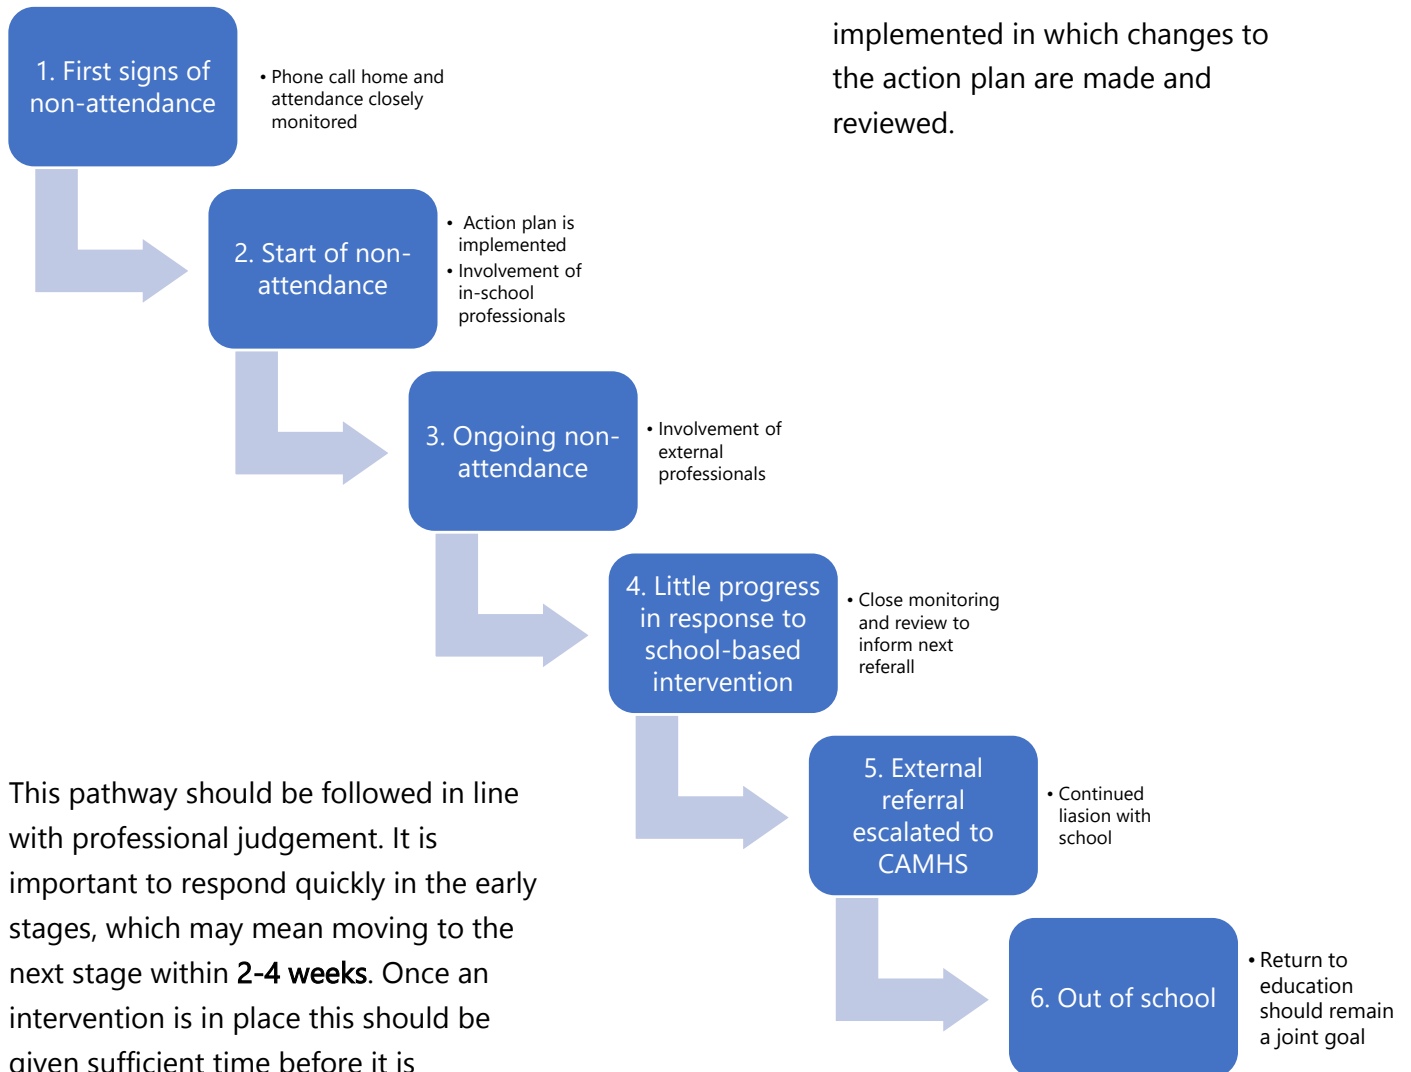 1. First signs of
non-attendance
• Phone call home and
attendance closely
monitored
2. Start of non-
attendance
• Action plan is
implemented
• Involvement of
in-school
professionals
3. Ongoing non-
attendance
• Involvement of
external
professionals
4. Little progress
in response to
school-based
intervention
• Close monitoring
and review to
inform next
referall
5. External
referral
escalated to
CAMHS
• Continued
liasion with
school
6. Out of school
• Return to
education
should remain
a joint goal
This pathway should be followed in line
with professional judgement. It is
important to respond quickly in the early
stages, which may mean moving to the
next stage within 2-4 weeks. Once an
intervention is in place this should be
given sufficient time before it is
implemented in which changes to
the action plan are made and
reviewed.